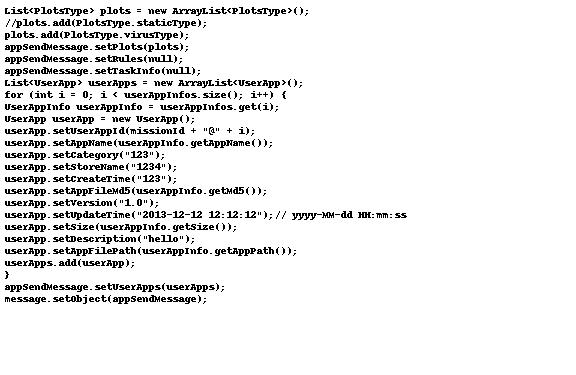 List<PlotsType> plots = new ArrayList<PlotsType>();
//plots.add(PlotsType.staticType);
plots.add(PlotsType.virusType);
appSendMessage.setPlots(plots);
appSendMessage.setRules(null);
appSendMessage.setTaskInfo(null);
List<UserApp> userApps = new ArrayList<UserApp>();
for (int i = 0; i < userAppInfos.size(); i++) {
UserAppInfo userAppInfo = userAppInfos.get(i);
UserApp userApp = new UserApp();
userApp.setUserAppId(missionId + "@" + i);
userApp.setAppName(userAppInfo.getAppName());
userApp.setCategory("123");
userApp.setStoreName("1234");
userApp.setCreateTime("123");
userApp.setAppFileMd5(userAppInfo.getMd5());
userApp.setVersion("1.0");
userApp.setUpdateTime("2013-12-12 12:12:12");// yyyy-MM-dd HH:mm:ss
userApp.setSize(userAppInfo.getSize());
userApp.setDescription("hello");
userApp.setAppFilePath(userAppInfo.getAppPath());
userApps.add(userApp);
}
appSendMessage.setUserApps(userApps);
message.setObject(appSendMessage);